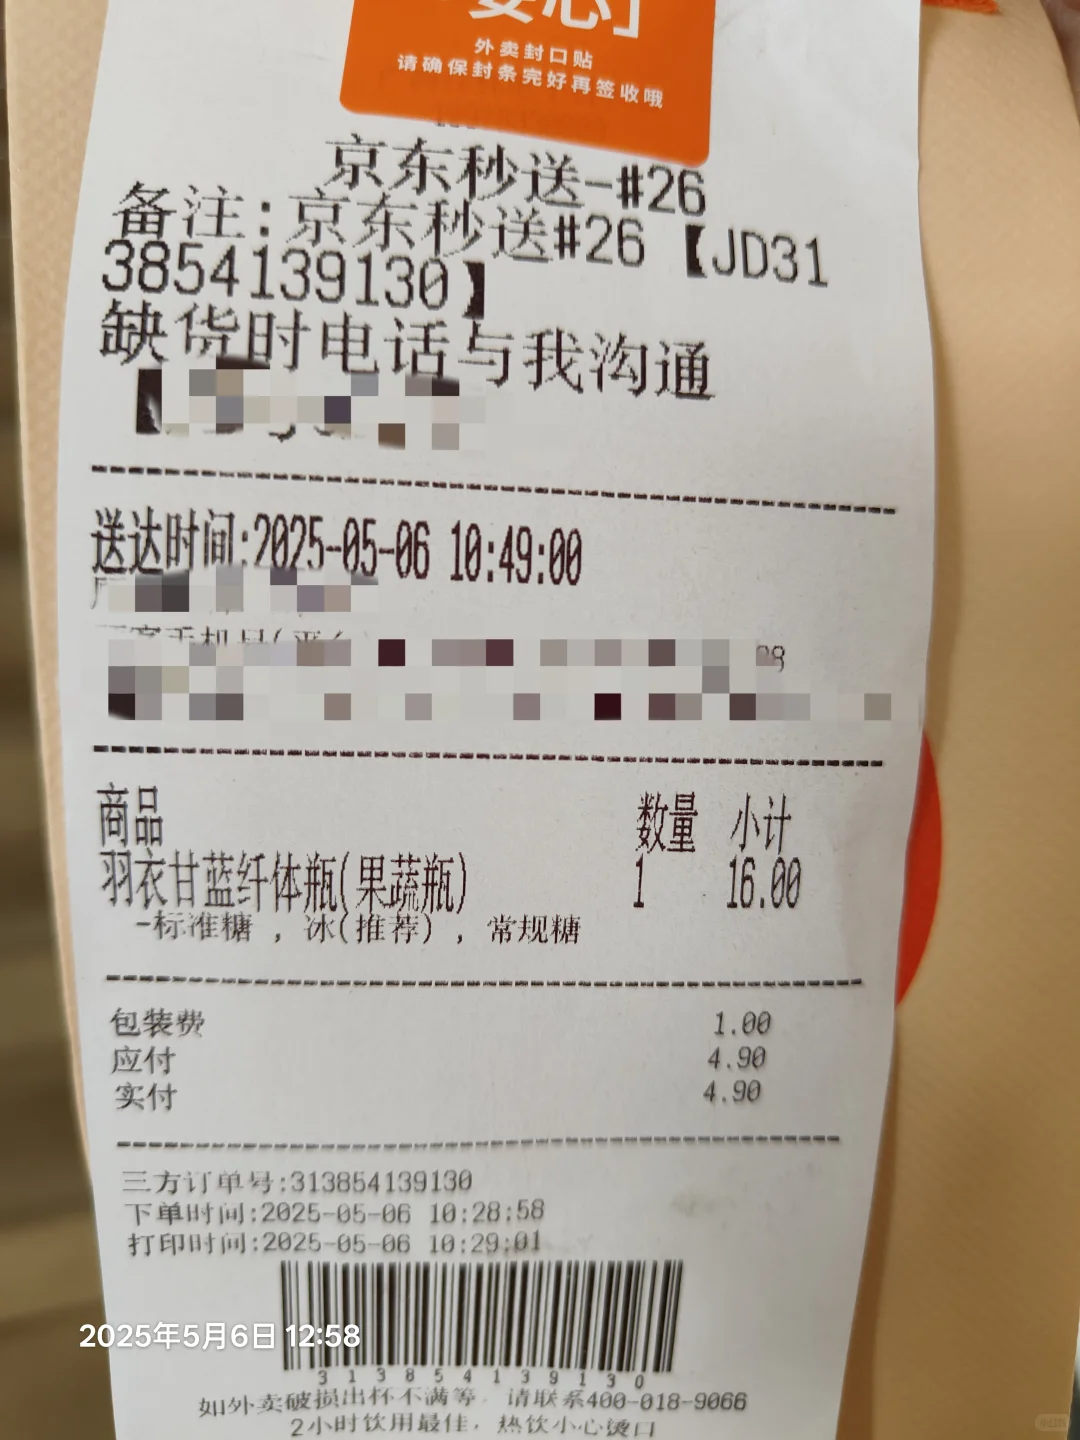 安心」
外卖封口贴
请确保封条完好再签收哦
京东秒送-#26
备注:京东秒送#26【JD31
3854139130】
缺货时电话与我沟通
【
送达时间:2025-05-06 10:49:00
商品 数量 小计
羽衣甘蓝纤体瓶(果蔬瓶) 1 16.00
-标准糖 , 冰(推荐) , 常规糖
包装费 1.00
应付 4.90
实付 4.90
三方订单号:313854139130
下单时间:2025-05-06 10:28:58
打印时间:2025-05-06 10:29:01
313854139130
如外卖破损出杯不满等, 请联系400-018-9066
2小时饮用最佳, 热饮小心烫口
2025年5月6日 12:58